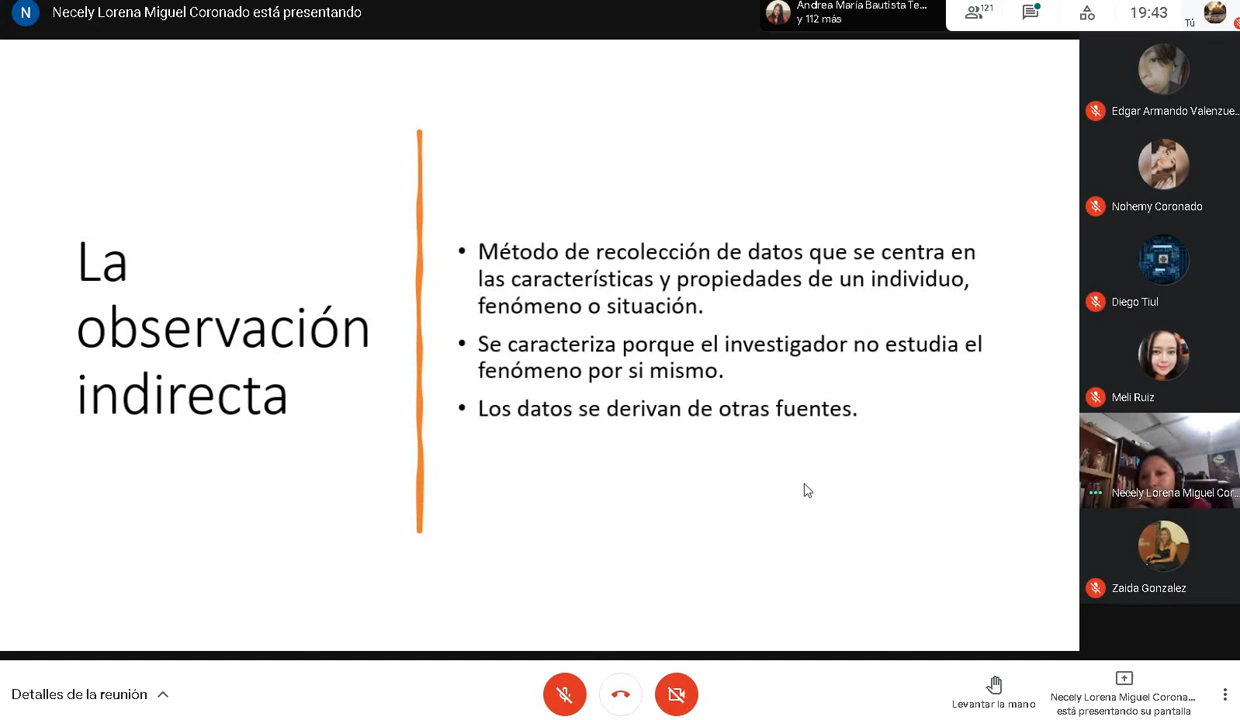 N
Necely Lorena Miguel Coronado está presentando
Andrea María Bautista Te...
y 112 más
121
19:43
Tú
La
observación
indirecta
• Método de recolección de datos que se centra en
las características y propiedades de un individuo,
fenómeno o situación.
• Se caracteriza porque el investigador no estudia el
fenómeno por si mismo.
• Los datos se derivan de otras fuentes.
Edgar Armando Valenzue...
Nohemy Coronado
Diego Tiul
Meli Ruiz
Necely Lorena Miguel Cor...
Zaida Gonzalez
Detalles de la reunión
Levantar la mano
Necely Lorena Miguel Corona...
está presentando su pantalla